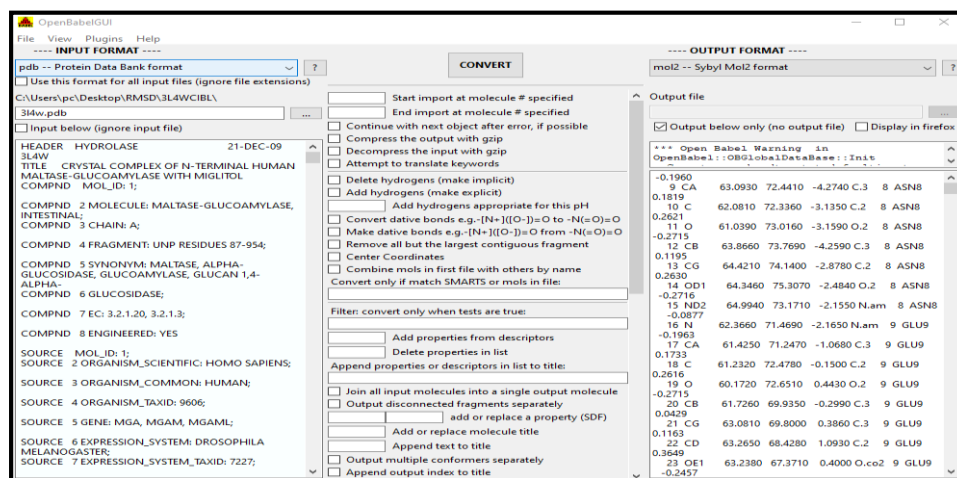 OpenBabelGUI
File View Plugins Help
---- INPUT FORMAT ----
pdb -- Protein Data Bank format
?
Use this format for all input files (ignore file extensions)
C:\Users\pc\Desktop\RMSD\3L4WCIBL\
3l4w.pdb
...
Input below (ignore input file)
HEADER HYDROLASE 21-DEC-09
3L4W
TITLE CRYSTAL COMPLEX OF N-TERMINAL HUMAN
MALTASE-GLUCOAMYLASE WITH MIGLITOL
COMPND MOL_ID: 1;
COMPND 2 MOLECULE: MALTASE-GLUCOAMYLASE,
INTESTINAL;
COMPND 3 CHAIN: A;
COMPND 4 FRAGMENT: UNP RESIDUES 87-954;
COMPND 5 SYNONYM: MALTASE, ALPHA-
GLUCOSIDASE, GLUCOAMYLASE, GLUCAN 1,4-
ALPHA-
COMPND 6 GLUCOSIDASE;
COMPND 7 EC: 3.2.1.20, 3.2.1.3;
COMPND 8 ENGINEERED: YES
SOURCE MOL_ID: 1;
SOURCE 2 ORGANISM_SCIENTIFIC: HOMO SAPIENS;
SOURCE 3 ORGANISM_COMMON: HUMAN;
SOURCE 4 ORGANISM_TAXID: 9606;
SOURCE 5 GENE: MGA, MGAM, MGAML;
SOURCE 6 EXPRESSION_SYSTEM: DROSOPHILA
MELANOGASTER;
SOURCE 7 EXPRESSION_SYSTEM_TAXID: 7227;
CONVERT
Start import at molecule # specified
End import at molecule # specified
Continue with next object after error, if possible
Compress the output with gzip
Decompress the input with gzip
Attempt to translate keywords
Delete hydrogens (make implicit)
Add hydrogens (make explicit)
Add hydrogens appropriate for this pH
Convert dative bonds e.g.-[N+]([O-])=O to -N(=O)=O
Make dative bonds e.g.-[N+]([O-])=O from -N(=O)=O
Remove all but the largest contiguous fragment
Center Coordinates
Combine mols in first file with others by name
Convert only if match SMARTS or mols in file:
Filter: convert only when tests are true:
Add properties from descriptors
Delete properties in list
Append properties or descriptors in list to title:
Join all input molecules into a single output molecule
Output disconnected fragments separately
add or replace a property (SDF)
Add or replace molecule title
Append text to title
Output multiple conformers separately
Append output index to title
---- OUTPUT FORMAT ----
mol2 -- Sybyl Mol2 format
?
Output file
...
Output below only (no output file) Display in firefox
*** Open Babel Warning in
OpenBabel::OBGlobalDataBase::Init
-0.1960
9 CA 63.0930 72.4410 -4.2740 C.3 8 ASN8
0.1819
10 C 62.0810 72.3360 -3.1350 C.2 8 ASN8
0.2621
11 O 61.0390 73.0160 -3.1590 O.2 8 ASN8
-0.2715
12 CB 63.8660 73.7690 -4.2590 C.3 8 ASN8
0.1195
13 CG 64.4210 74.1400 -2.8780 C.2 8 ASN8
0.2630
14 OD1 64.3460 75.3070 -2.4840 O.2 8 ASN8
-0.2716
15 ND2 64.9940 73.1710 -2.1550 N.am 8 ASN8
-0.0877
16 N 62.3660 71.4690 -2.1650 N.am 9 GLU9
-0.1963
17 CA 61.4250 71.2470 -1.0680 C.3 9 GLU9
0.1733
18 C 61.2320 72.4780 -0.1500 C.2 9 GLU9
0.2616
19 O 60.1720 72.6510 0.4430 O.2 9 GLU9
-0.2715
20 CB 61.7260 69.9350 -0.2990 C.3 9 GLU9
0.0429
21 CG 63.0810 69.8000 0.3860 C.3 9 GLU9
0.1163
22 CD 63.2650 68.4280 1.0930 C.2 9 GLU9
0.3649
23 OE1 63.2380 67.3710 0.4000 O.co2 9 GLU9
-0.2457